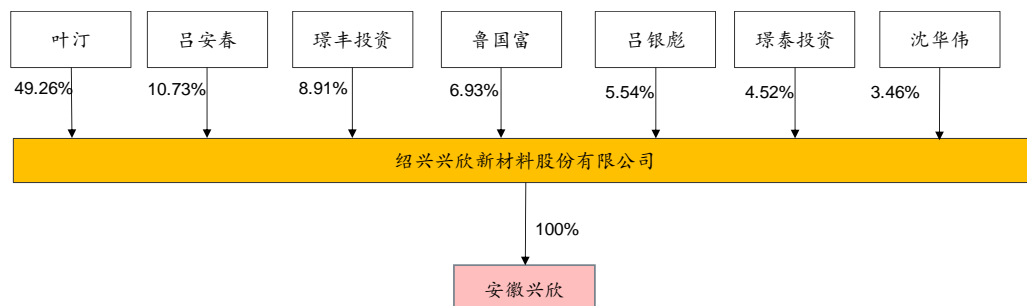 叶汀
吕安春
璟丰投资
鲁国富
吕银彪
璟泰投资
沈华伟
49.26%
10.73%
8.91%
6.93%
5.54%
4.52%
3.46%
绍兴兴欣新材料股份有限公司
100%
安徽兴欣